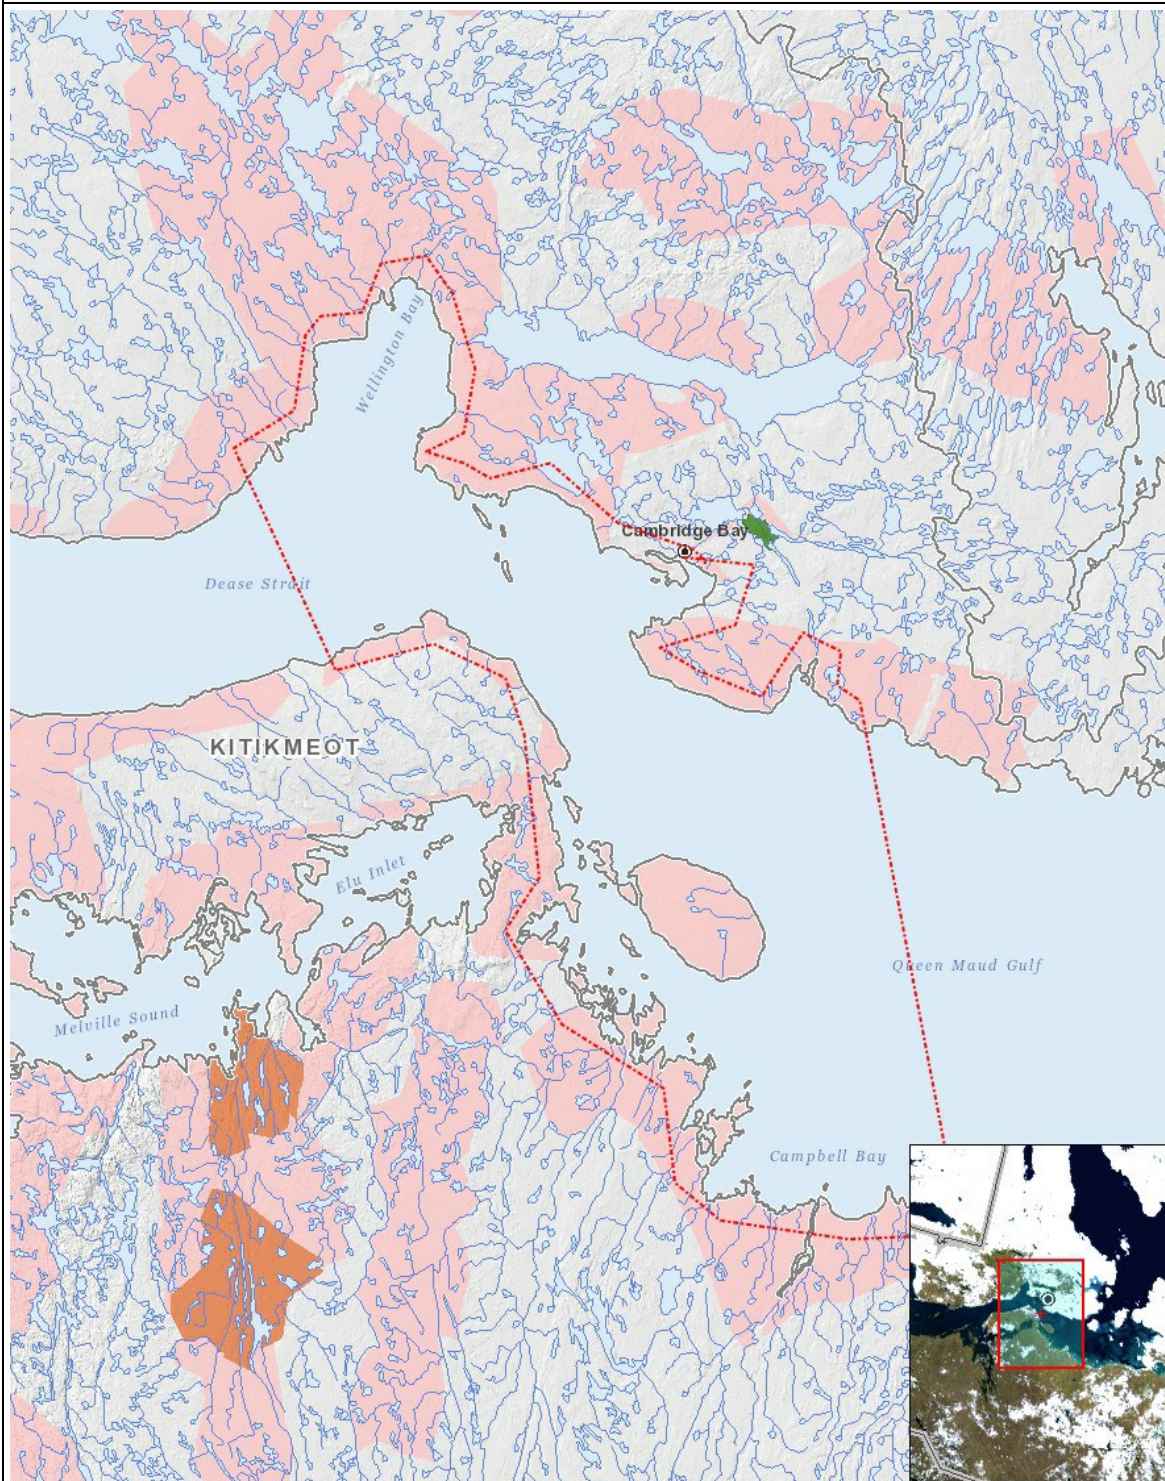 Wellington Bay
Cambridge Bay
Dease Strait
KITIKMEOT
Elu Inlet
Queen Maud Gulf
Melville Sound
Campbell Bay